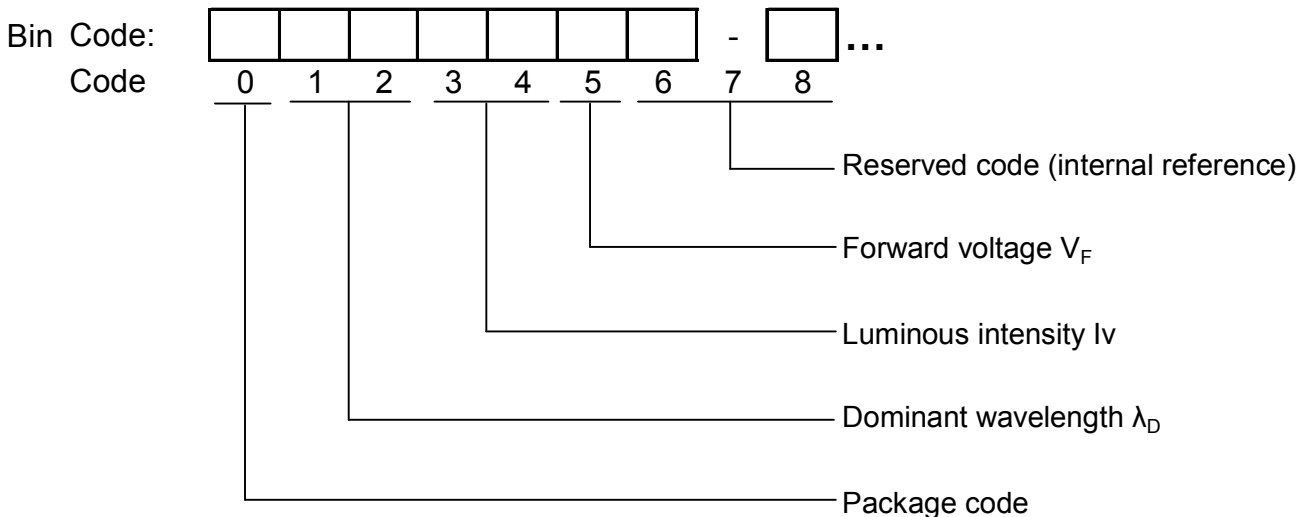 Bin Code: - ...
Code 0 1 2 3 4 5 6 7 8
Reserved code (internal reference)
Forward voltage VF
Luminous intensity Iv
Dominant wavelength λD
Package code